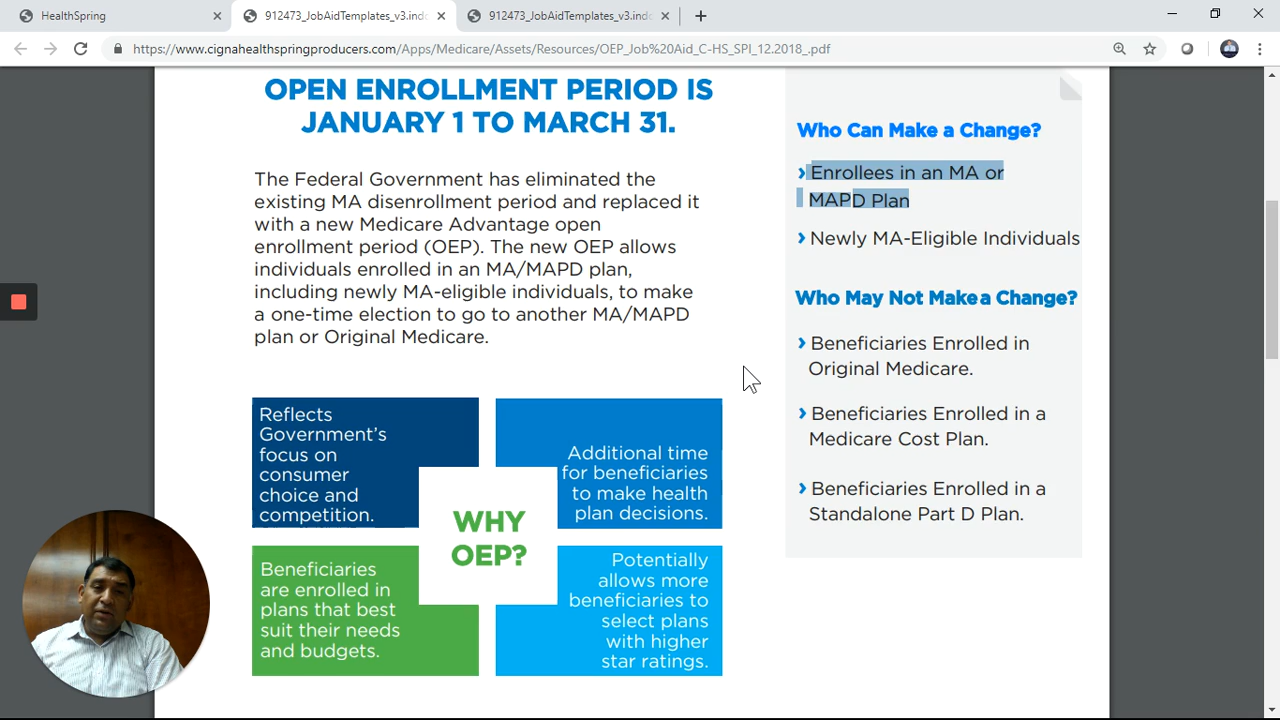 HealthSpring
912473_JobAidTemplates_v3.ind
912473_JobAidTemplates_v3.ind
https://www.cignahealthspringproducers.com/Apps/Medicare/Assets/Resources/OEP_Job%20Aid_C-HS_SPI_12.2018_.pdf
OPEN ENROLLMENT PERIOD IS
JANUARY 1 TO MARCH 31.
The Federal Government has eliminated the
existing MA disenrollment period and replaced it
with a new Medicare Advantage open
enrollment period (OEP). The new OEP allows
individuals enrolled in an MA/MAPD plan,
including newly MA-eligible individuals, to make
a one-time election to go to another MA/MAPD
plan or Original Medicare.
Reflects
Government's
focus on
consumer
choice and
competition.
Additional time
for beneficiaries
to make health
plan decisions.
WHY
OEP?
Beneficiaries
are enrolled in
plans that best
suit their needs
and budgets.
Potentially
allows more
beneficiaries to
select plans
with higher
star ratings.
Who Can Make a Change?
› Enrollees in an MA or
MAPD Plan
› Newly MA-Eligible Individuals
Who May Not Make a Change?
› Beneficiaries Enrolled in
Original Medicare.
› Beneficiaries Enrolled in a
Medicare Cost Plan.
› Beneficiaries Enrolled in a
Standalone Part D Plan.